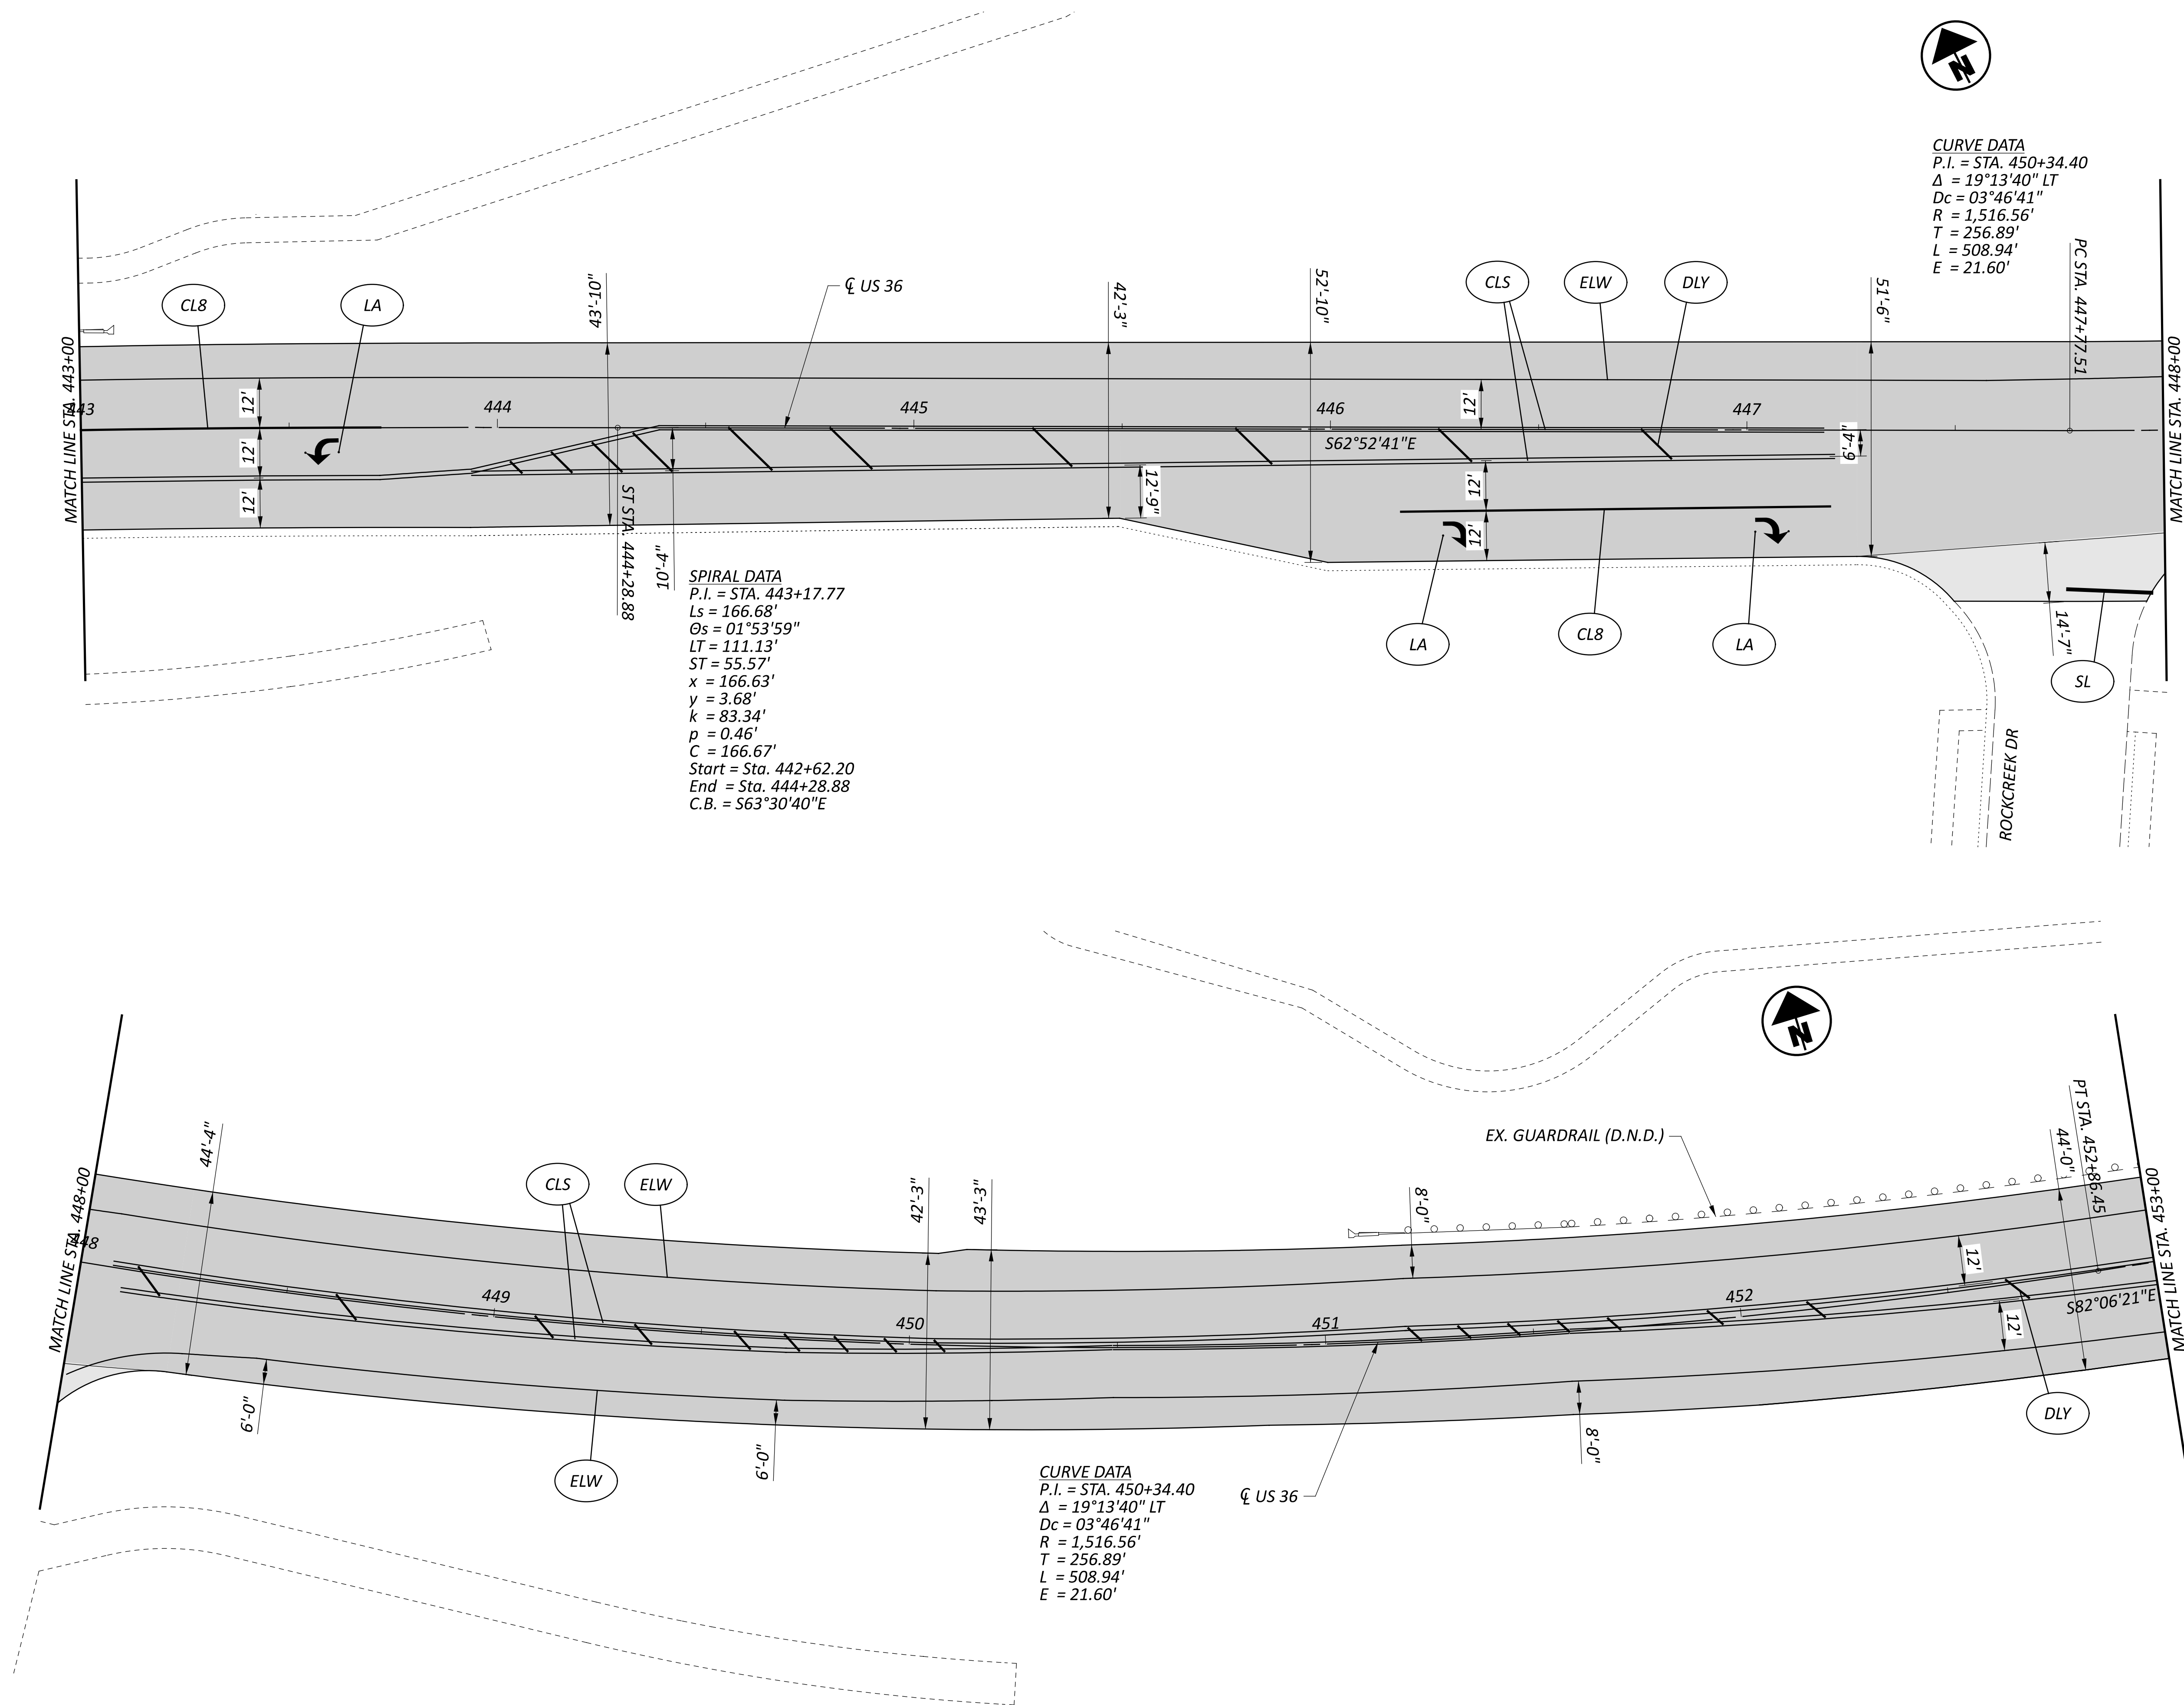 N
CURVE DATA
P.I. = STA. 450+34.40
Δ = 19°13'40" LT
Dc = 03°46'41"
R = 1,516.56'
T = 256.89'
L = 508.94'
E = 21.60'
PC STA. 447+77.51
MATCH LINE STA. 443+00
MATCH LINE STA. 448+00
CL8
LA
43'-10"
℄ US 36
42'-3"
52'-10"
CLS
ELW
DLY
51'-6"
443
444
445
446
447
12'
12'
12'
12'
12'
12'
S62°52'41"E
9'-4"
12'-9"
10'-4"
ST STA. 444+28.88
14'-7"
LA
CL8
LA
SL
ROCKCREEK DR
SPIRAL DATA
P.I. = STA. 443+17.77
Ls = 166.68'
Θs = 01°53'59"
LT = 111.13'
ST = 55.57'
x = 166.63'
y = 3.68'
k = 83.34'
p = 0.46'
C = 166.67'
Start = Sta. 442+62.20
End = Sta. 444+28.88
C.B. = S63°30'40"E
N
MATCH LINE STA. 448+00
MATCH LINE STA. 453+00
44'-4"
CLS
ELW
42'-3"
43'-3"
8'-0"
EX. GUARDRAIL (D.N.D.)
44'-0"
PT STA. 452+86.45
448
449
450
451
452
12'
12'
S82°06'21"E
6'-0"
6'-0"
8'-0"
ELW
DLY
℄ US 36
CURVE DATA
P.I. = STA. 450+34.40
Δ = 19°13'40" LT
Dc = 03°46'41"
R = 1,516.56'
T = 256.89'
L = 508.94'
E = 21.60'